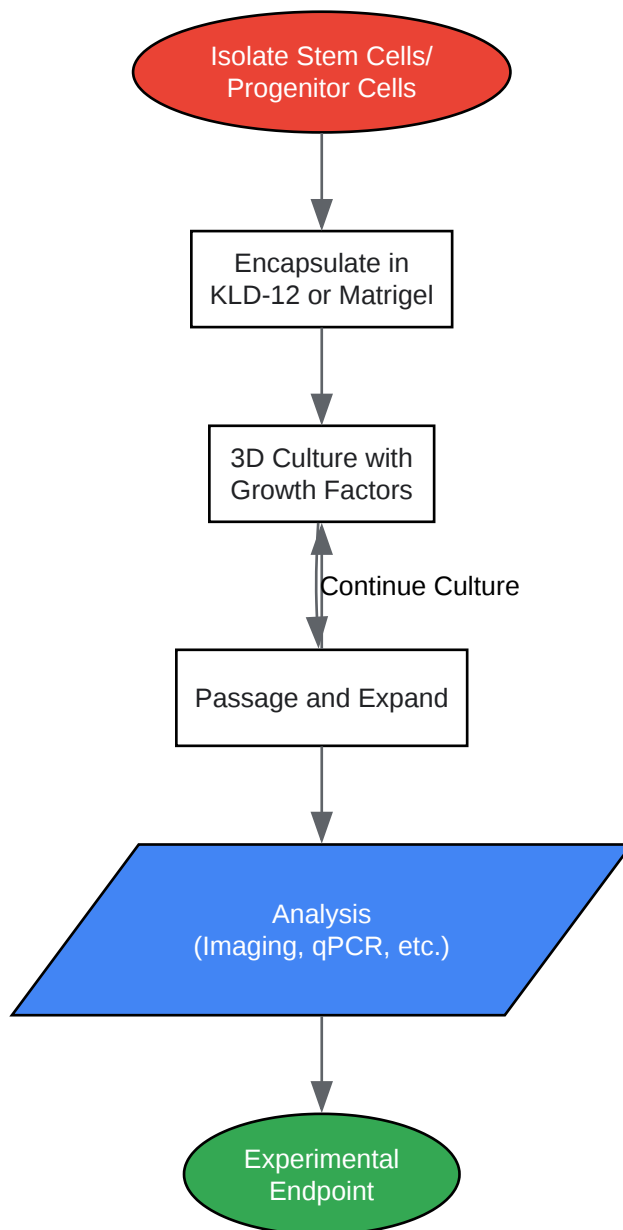 Isolate Stem Cells/
Progenitor Cells
Encapsulate in
KLD-12 or Matrigel
3D Culture with
Growth Factors
Continue Culture
Passage and Expand
Analysis
(Imaging, qPCR, etc.)
Experimental
Endpoint